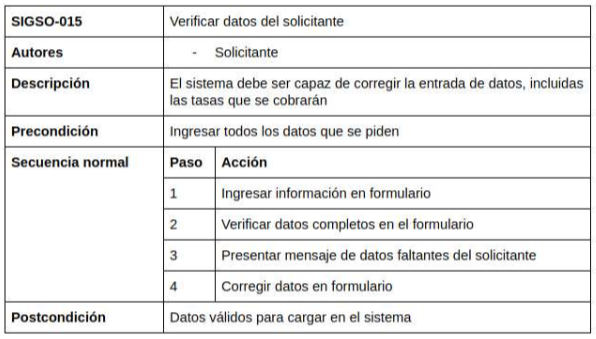 SIGSO-015 Verificar datos del solicitante
Autores - Solicitante
Descripción El sistema debe ser capaz de corregir la entrada de datos, incluidas
las tasas que se cobrarán
Precondición Ingresar todos los datos que se piden
Secuencia normal Paso Acción
1 Ingresar información en formulario
2 Verificar datos completos en el formulario
3 Presentar mensaje de datos faltantes del solicitante
4 Corregir datos en formulario
Postcondición Datos válidos para cargar en el sistema